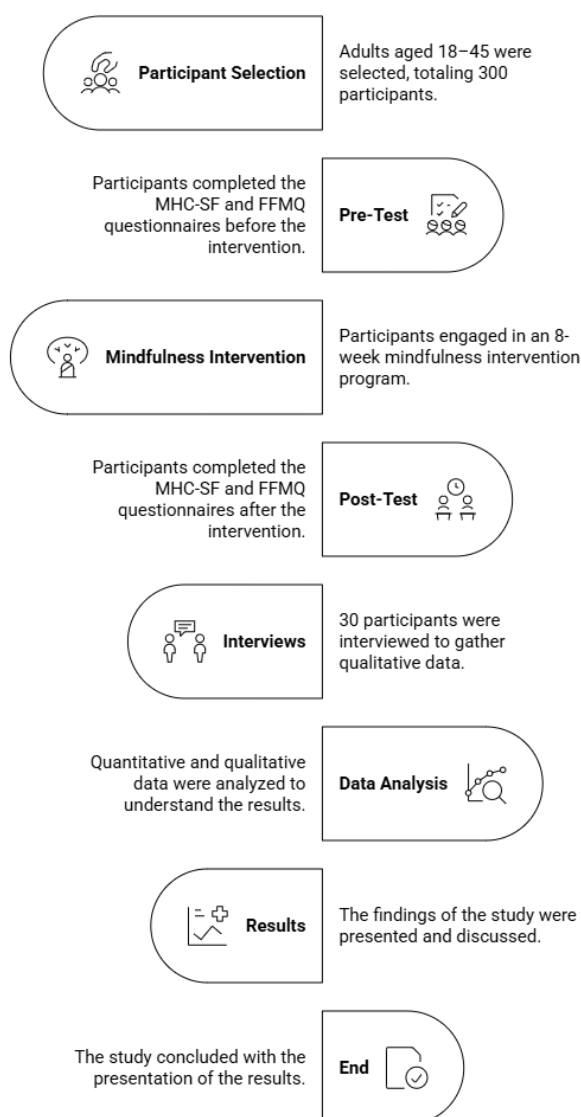 Participant Selection
Adults aged 18–45 were
selected, totaling 300
participants.
Participants completed the
MHC-SF and FFMQ
questionnaires before the
intervention.
Pre-Test
Mindfulness Intervention
Participants engaged in an 8-
week mindfulness intervention
program.
Participants completed the
MHC-SF and FFMQ
questionnaires after the
intervention.
Post-Test
Interviews
30 participants were
interviewed to gather
qualitative data.
Quantitative and qualitative
data were analyzed to
understand the results.
Data Analysis
Results
The findings of the study were
presented and discussed.
The study concluded with the
presentation of the results.
End